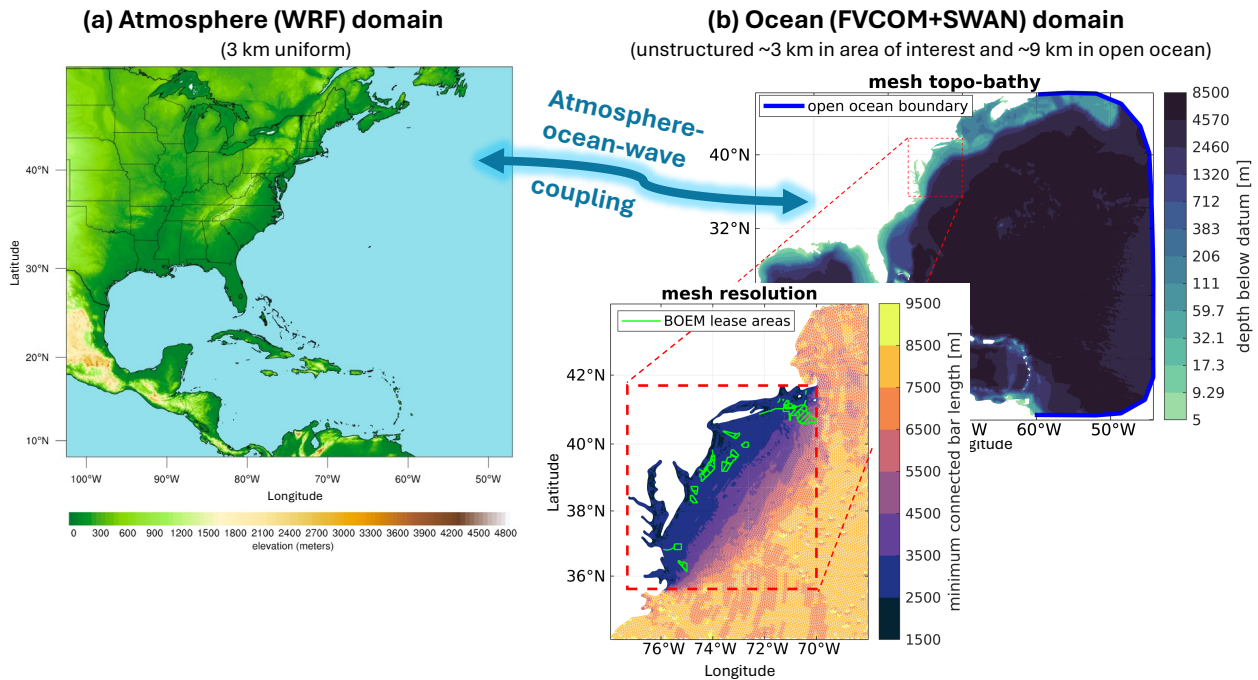 (a) Atmosphere (WRF) domain
(3 km uniform)
Latitude
40°N
30°N
20°N
10°N
100°W 90°W 80°W 70°W 60°W 50°W
Longitude
0 300 600 900 1200 1500 1800 2100 2400 2700 3000 3300 3600 3900 4200 4500 4800
elevation (meters)
Atmosphere-
ocean-wave
coupling
(b) Ocean (FVCOM+SWAN) domain
(unstructured ~3 km in area of interest and ~9 km in open ocean)
mesh topo-bathy
open ocean boundary
40°N
32°N
60°W 50°W
8500
4570
2460
1320
712
383
206
111
59.7
32.1
17.3
9.29
5
depth below datum [m]
mesh resolution
BOEM lease areas
Latitude
42°N
40°N
38°N
36°N
76°W 74°W 72°W 70°W
Longitude
9500
8500
7500
6500
5500
4500
3500
2500
1500
minimum connected bar length [m]